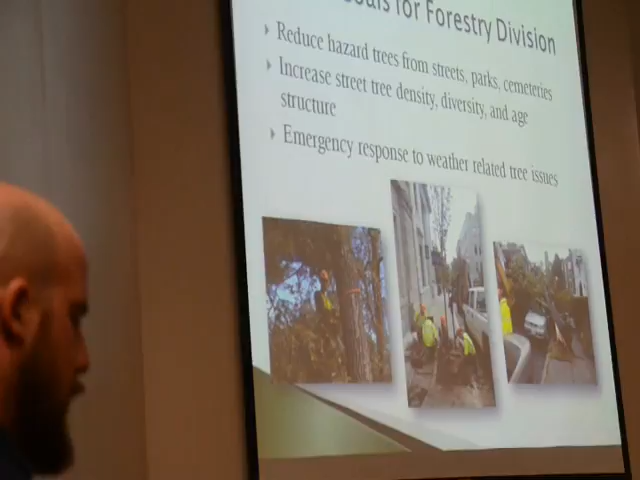 for Forestry Division
Reduce hazard trees from streets, parks, cemeteries
Increase street tree density, diversity, and age
structure
Emergency response to weather related tree issues